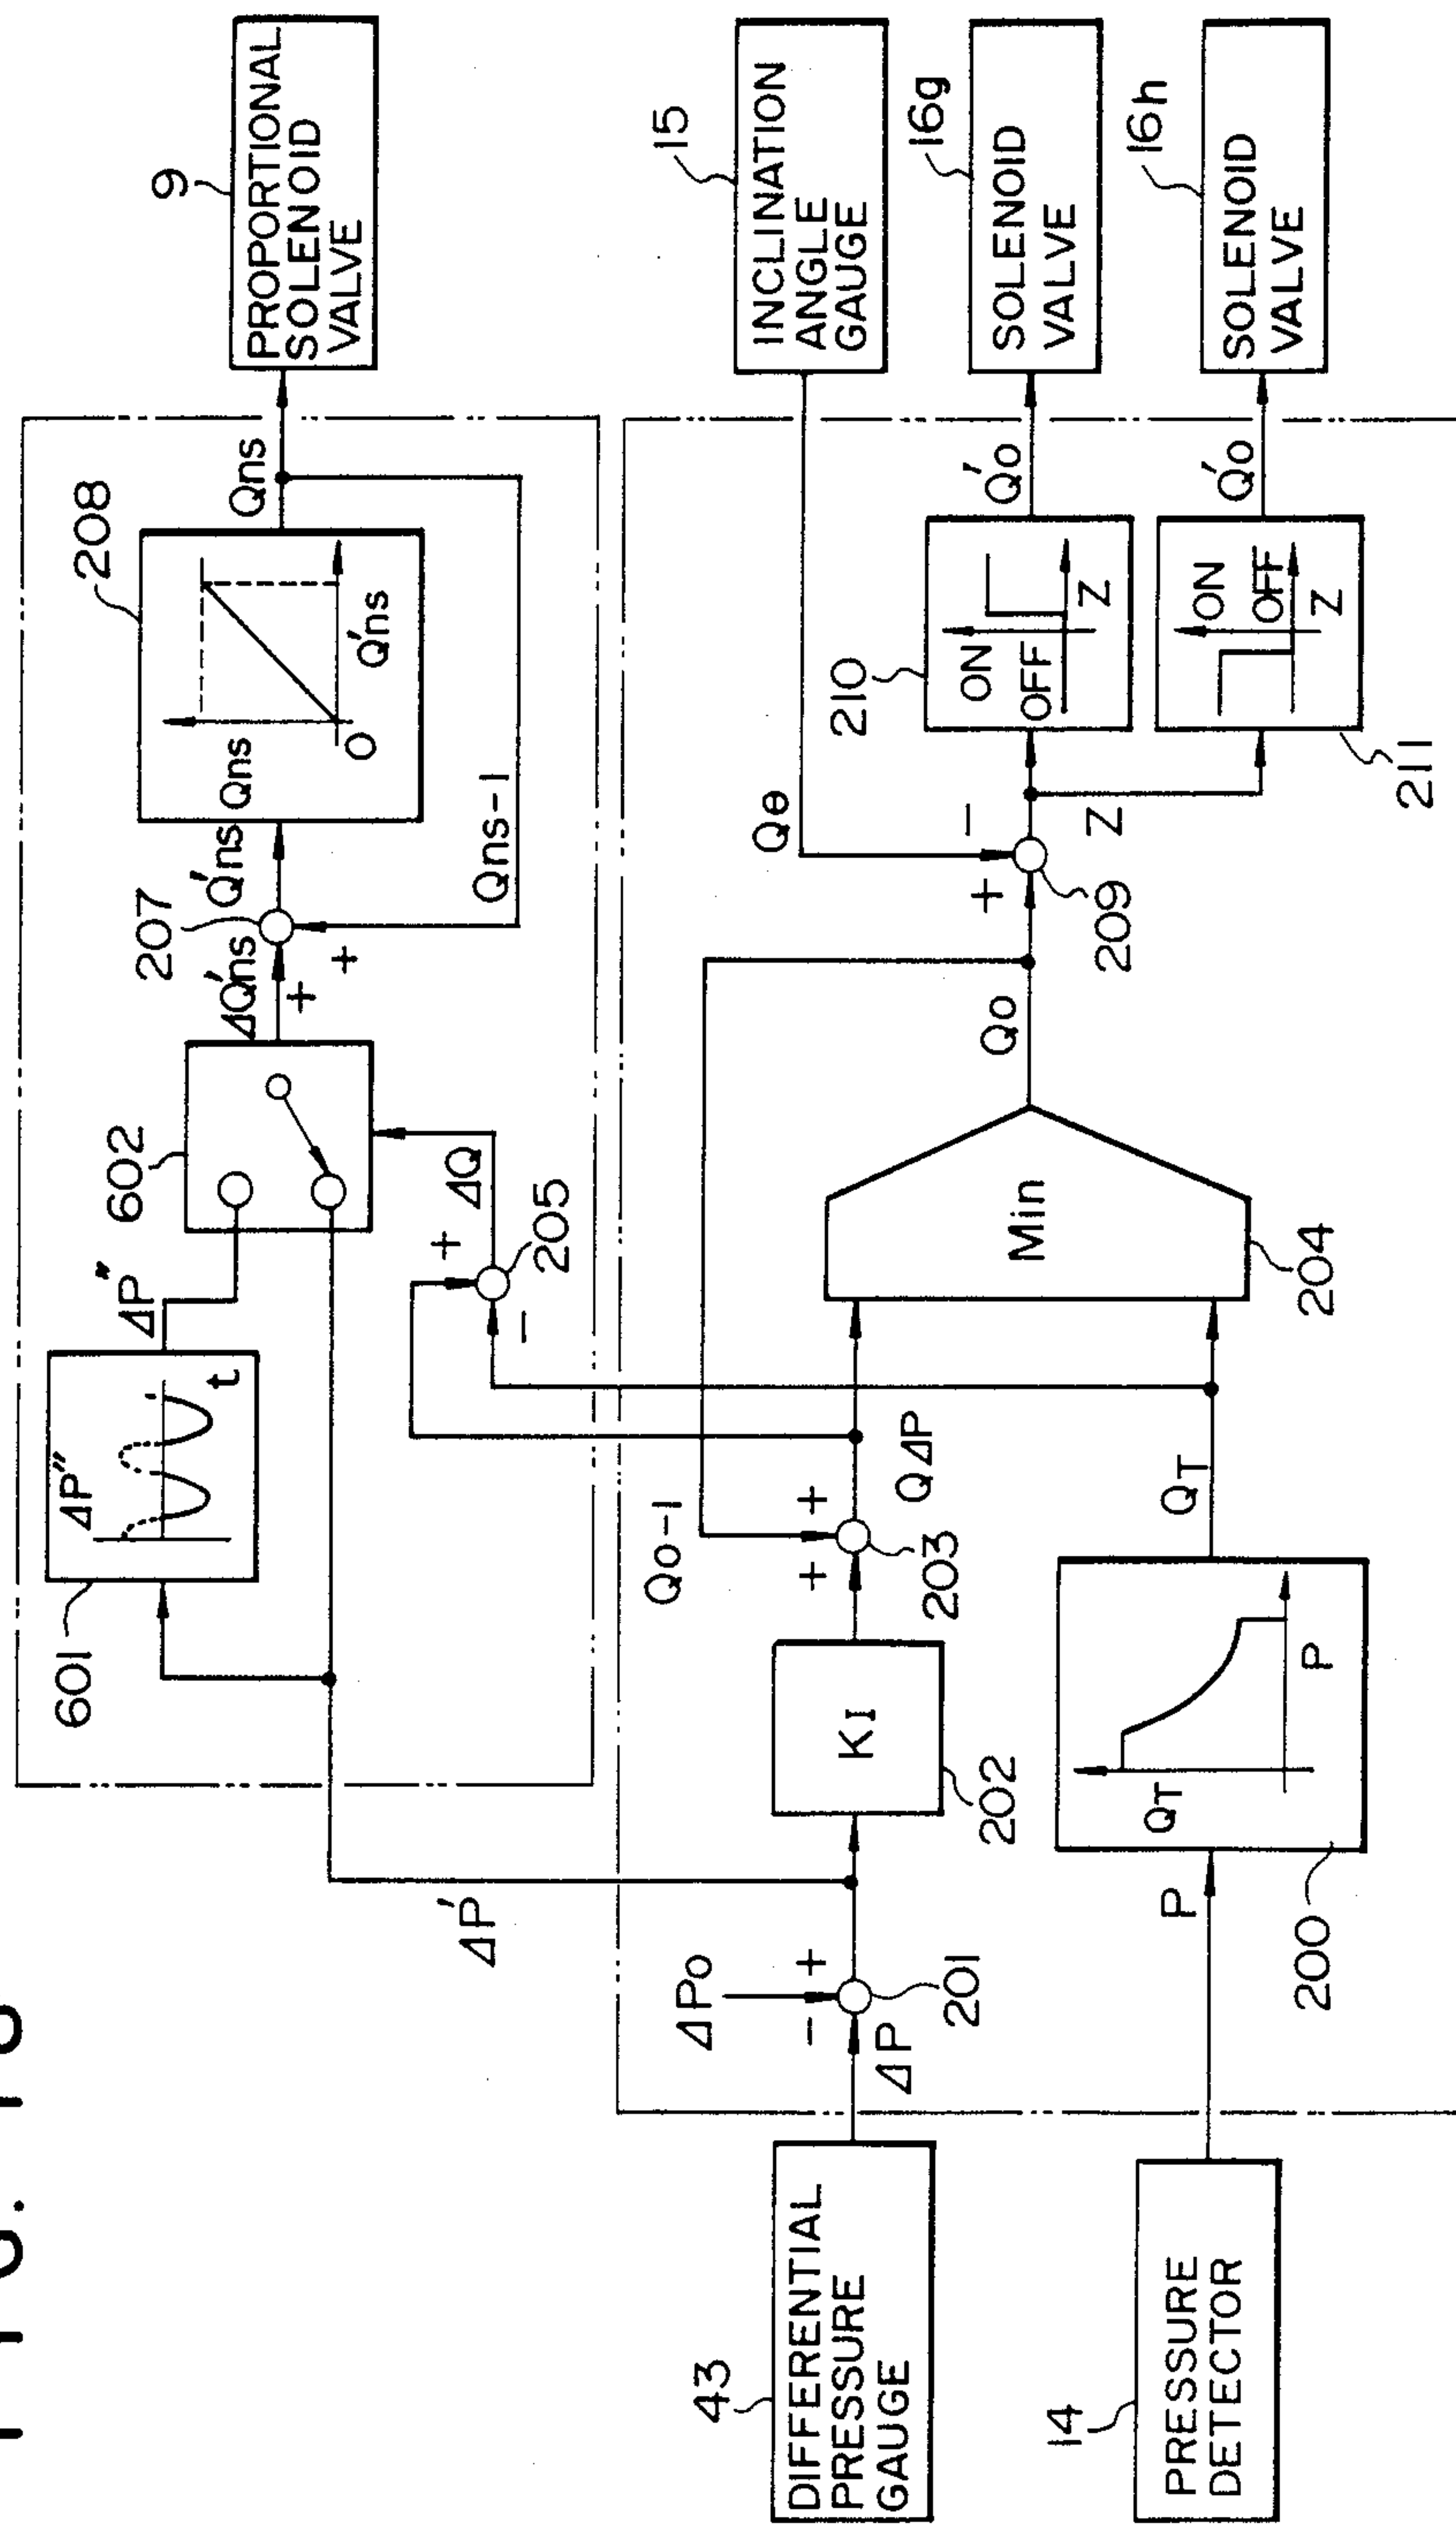 9
PROPORTIONAL
SOLENOID
VALVE
208
Qns
Qns
Q'ns
O
Q'ns
207
ΔQ'ns
+
+
Qns-1
602
ΔP"
601
ΔP"
t
ΔQ
+
-
205
15
INCLINATION
ANGLE
GAUGE
16g
SOLENOID
VALVE
16h
SOLENOID
VALVE
Q'o
Q'o
210
ON
OFF
Z
ON
OFF
Z
211
Qθ
-
+
Z
209
Qo
Min
204
Qo-1
+
+
203
QΔP
QT
KI
202
QT
P
200
P
ΔP'
ΔPo
-
+
201
ΔP
43
DIFFERENTIAL
PRESSURE
GAUGE
14
PRESSURE
DETECTOR